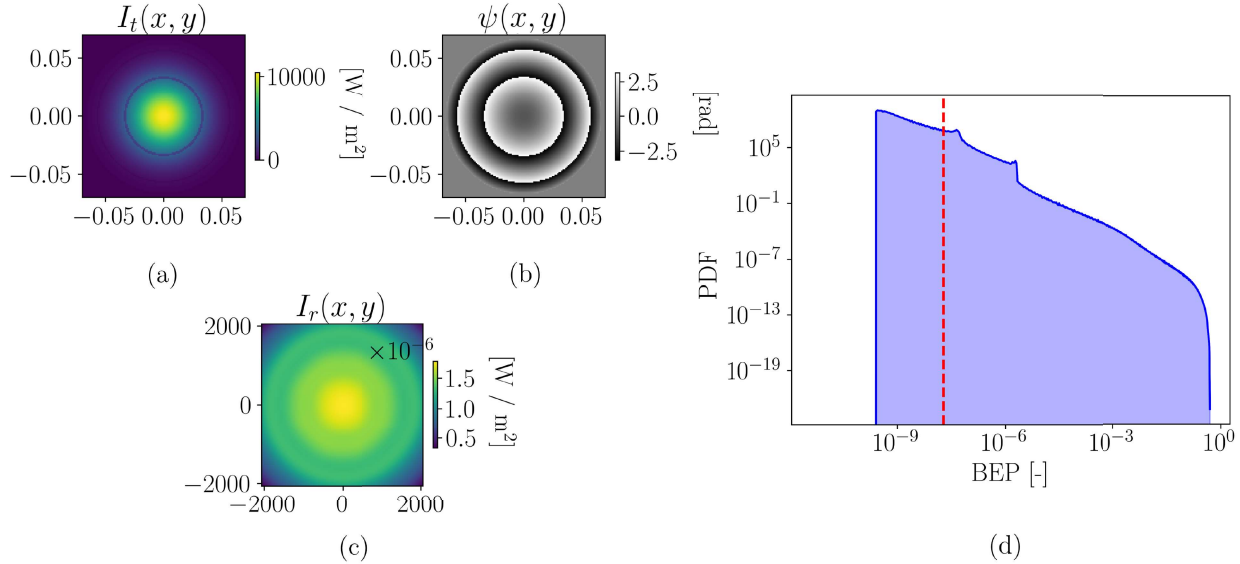 I_t(x, y)
0.05
0.00
−0.05
−0.05 0.00 0.05
10000
0
[W / m²]
(a)
ψ(x, y)
0.05
0.00
−0.05
−0.05 0.00 0.05
2.5
0.0
−2.5
[rad]
(b)
I_r(x, y)
2000
0
−2000
−2000 0 2000
×10⁻⁶
1.5
1.0
0.5
[W / m²]
(c)
PDF
10⁵
10⁻¹
10⁻⁷
10⁻¹³
10⁻¹⁹
10⁻⁹ 10⁻⁶ 10⁻³ 10⁰
BEP [-]
(d)